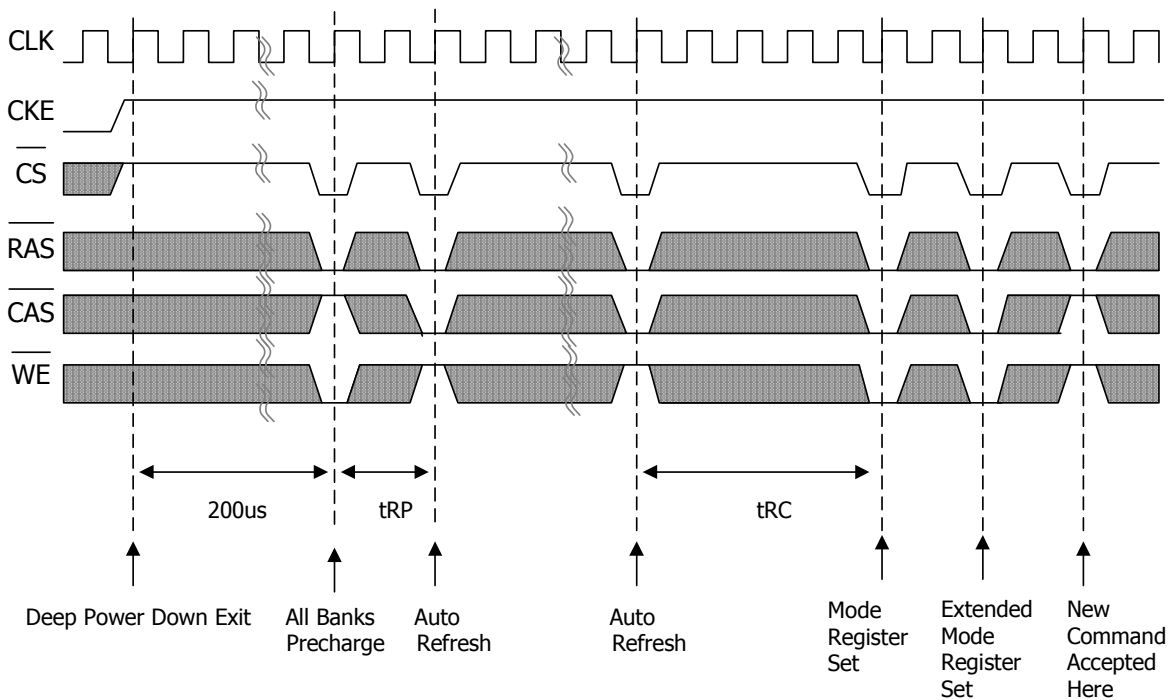 CLK
CKE
CS
RAS
CAS
WE
200us
tRP
tRC
Deep Power Down Exit
All Banks
Precharge
Auto
Refresh
Auto
Refresh
Mode
Register
Set
Extended
Mode
Register
Set
New
Command
Accepted
Here